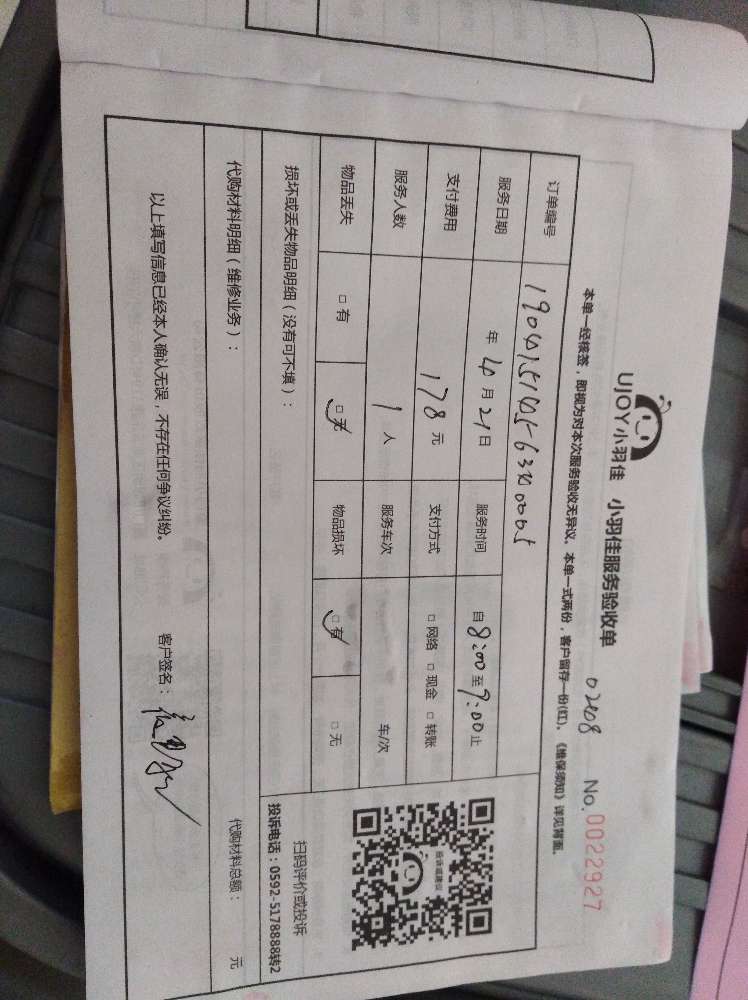 UJOY小羽佳 小羽佳服务验收单 02808 No.0022927
本单一经核签，即视为对本次服务验收无异议。本单一式两份，客户留存一份(红)、《维保须知》详见背面。
订单编号
服务日期 年 4 月 21 日 服务时间 自 8:00 至 9:00 止
支付费用 178 元 支付方式 □网络 □现金 □转账
服务人数 1 人 服务车次 车/次
物品丢失 □有 □无 物品损坏 □有 □无
投诉或建议
扫码评价或投诉
投诉电话：0592-5178888转2
损坏或丢失物品明细（没有可不填）：
代购材料明细（维修业务）： 代购材料总额： 元
以上填写信息已经本人确认无误，不存在任何争议纠纷。 客户签名：